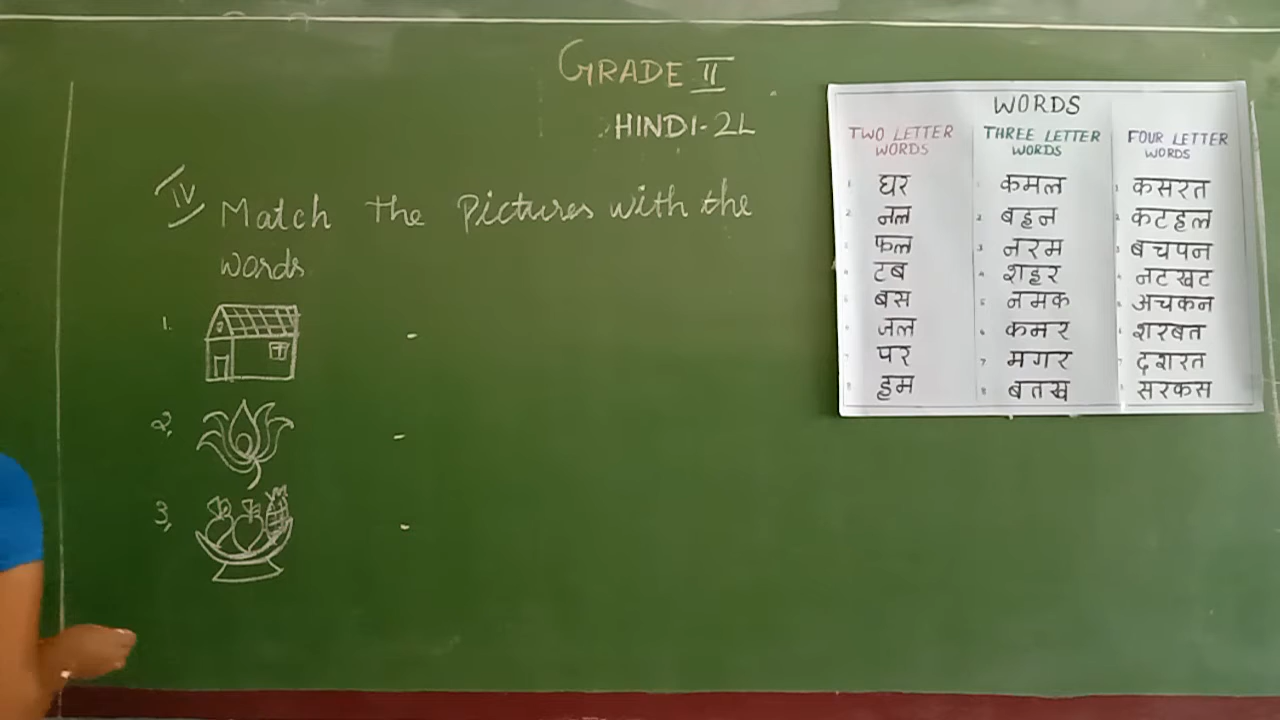 GRADE II
HINDI-2L
IV Match the Pictures with the
words
1.
2,
3,
WORDS
TWO LETTER WORDS
1 घर
2 नल
3 फल
4 टब
5 बस
6 जल
7 पर
8 हम
THREE LETTER WORDS
1 कमल
2 बहन
3 नरम
4 शहर
5 नमक
6 कमर
7 मगर
8 बतख
FOUR LETTER WORDS
1 कसरत
2 कटहल
3 बचपन
4 नटखट
5 अचकन
6 शरबत
7 दशरत
8 सरकस